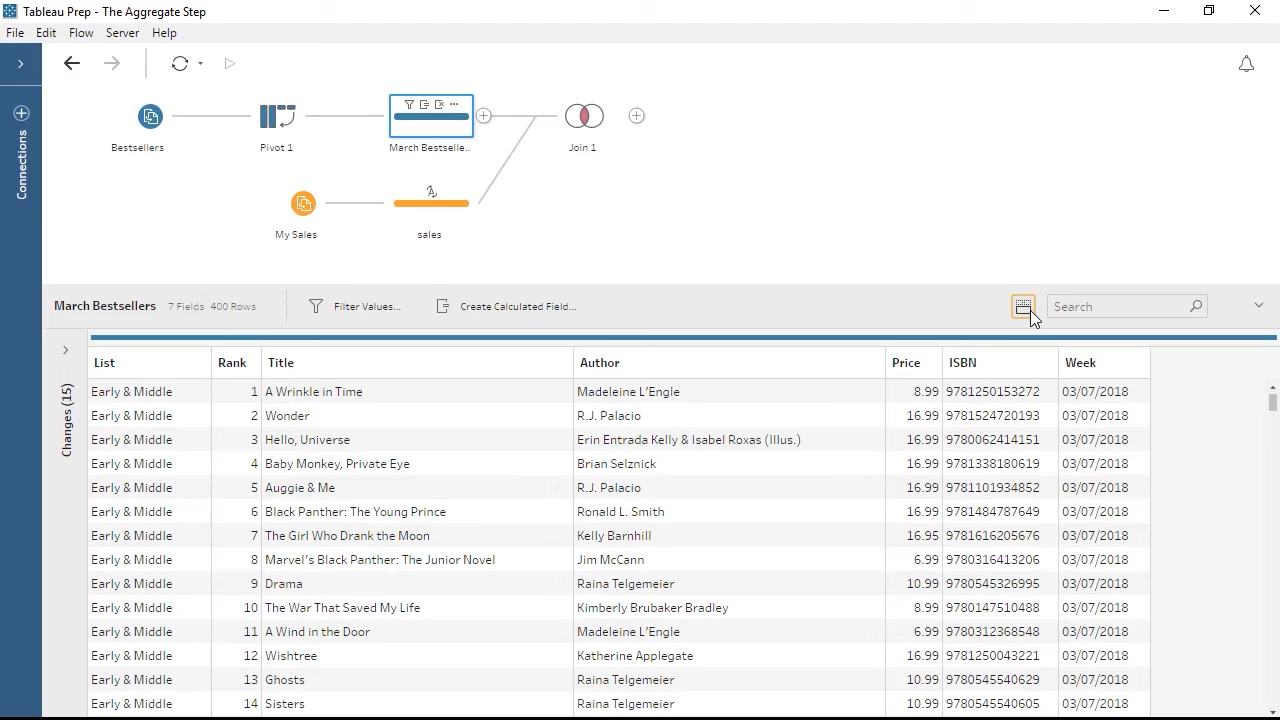 Tableau Prep - The Aggregate Step
File Edit Flow Server Help
Connections
Bestsellers Pivot 1 March Bestselle.. Join 1
My Sales sales
March Bestsellers 7 Fields 400 Rows Filter Values... Create Calculated Field... Search
Changes (15)
List Rank Title Author Price ISBN Week
Early & Middle 1 A Wrinkle in Time Madeleine L'Engle 8.99 9781250153272 03/07/2018
Early & Middle 2 Wonder R.J. Palacio 16.99 9781524720193 03/07/2018
Early & Middle 3 Hello, Universe Erin Entrada Kelly & Isabel Roxas (Illus.) 16.99 9780062414151 03/07/2018
Early & Middle 4 Baby Monkey, Private Eye Brian Selznick 16.99 9781338180619 03/07/2018
Early & Middle 5 Auggie & Me R.J. Palacio 16.99 9781101934852 03/07/2018
Early & Middle 6 Black Panther: The Young Prince Ronald L. Smith 16.99 9781484787649 03/07/2018
Early & Middle 7 The Girl Who Drank the Moon Kelly Barnhill 16.95 9781616205676 03/07/2018
Early & Middle 8 Marvel's Black Panther: The Junior Novel Jim McCann 6.99 9780316413206 03/07/2018
Early & Middle 9 Drama Raina Telgemeier 10.99 9780545326995 03/07/2018
Early & Middle 10 The War That Saved My Life Kimberly Brubaker Bradley 8.99 9780147510488 03/07/2018
Early & Middle 11 A Wind in the Door Madeleine L'Engle 6.99 9780312368548 03/07/2018
Early & Middle 12 Wishtree Katherine Applegate 16.99 9781250043221 03/07/2018
Early & Middle 13 Ghosts Raina Telgemeier 10.99 9780545540629 03/07/2018
Early & Middle 14 Sisters Raina Telgemeier 10.99 9780545540605 03/07/2018